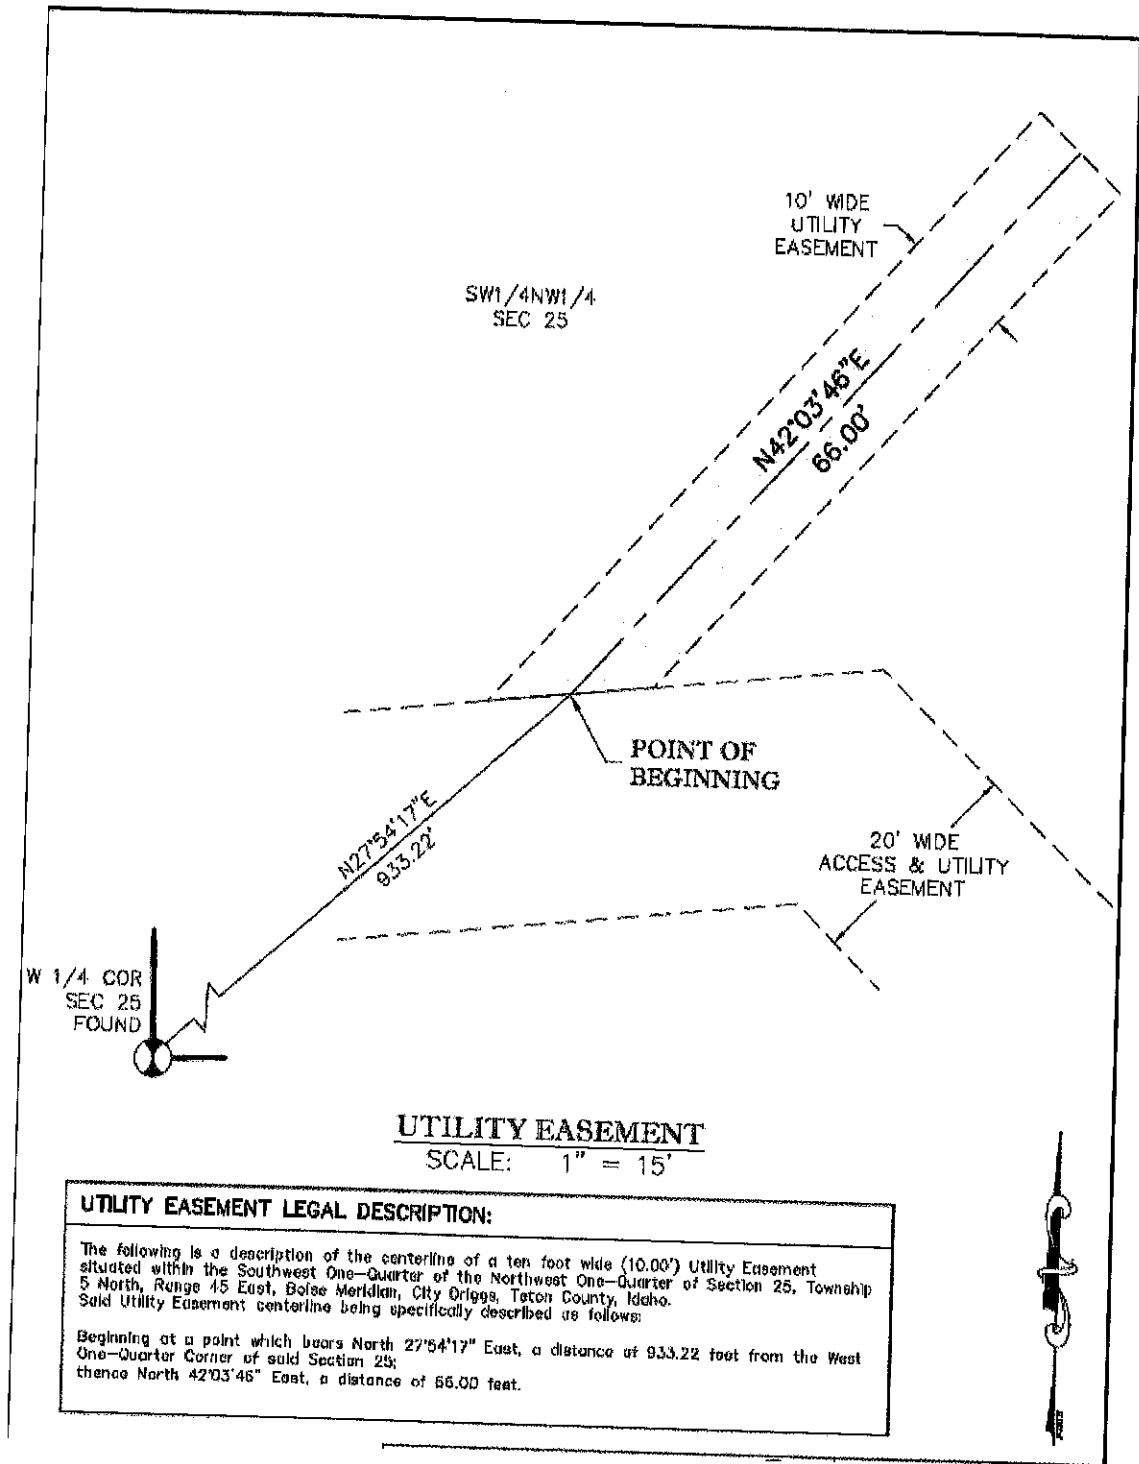 10' WIDE
UTILITY
EASEMENT
SW1/4NW1/4
SEC 25
N42°03'46"E
66.00'
POINT OF
BEGINNING
N27°54'17"E
933.22'
20' WIDE
ACCESS & UTILITY
EASEMENT
W 1/4 COR
SEC 25
FOUND
UTILITY EASEMENT
SCALE: 1" = 15'
UTILITY EASEMENT LEGAL DESCRIPTION:
The following is a description of the centerline of a ten foot wide (10.00') Utility Easement
situated within the Southwest One-Quarter of the Northwest One-Quarter of Section 25, Township
5 North, Range 45 East, Boise Meridian, City Driggs, Teton County, Idaho.
Said Utility Easement centerline being specifically described as follows:
Beginning at a point which bears North 27°54'17" East, a distance of 933.22 feet from the West
One-Quarter Corner of said Section 25;
thence North 42°03'46" East, a distance of 66.00 feet.